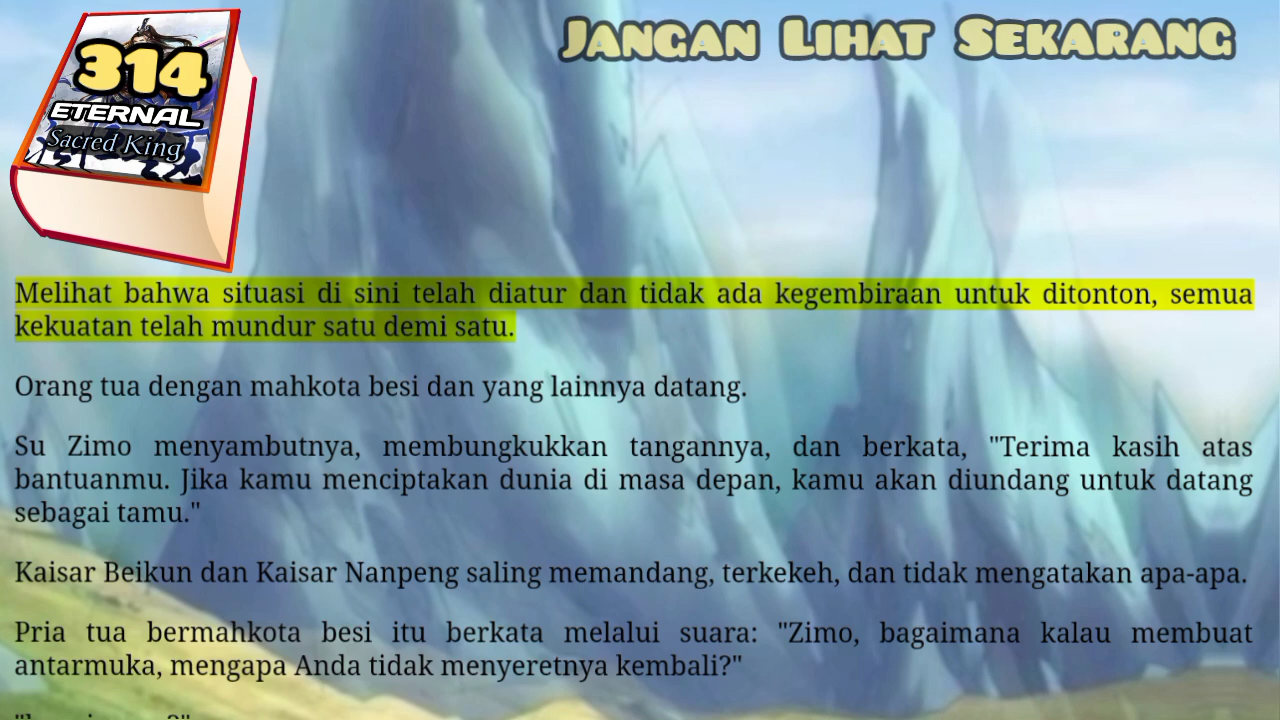 Jangan Lihat Sekarang
314
ETERNAL
Sacred King
Melihat bahwa situasi di sini telah diatur dan tidak ada kegembiraan untuk ditonton, semua
kekuatan telah mundur satu demi satu.
Orang tua dengan mahkota besi dan yang lainnya datang.
Su Zimo menyambutnya, membungkukkan tangannya, dan berkata, "Terima kasih atas
bantuanmu. Jika kamu menciptakan dunia di masa depan, kamu akan diundang untuk datang
sebagai tamu."
Kaisar Beikun dan Kaisar Nanpeng saling memandang, terkekeh, dan tidak mengatakan apa-apa.
Pria tua bermahkota besi itu berkata melalui suara: "Zimo, bagaimana kalau membuat
antarmuka, mengapa Anda tidak menyeretnya kembali?"